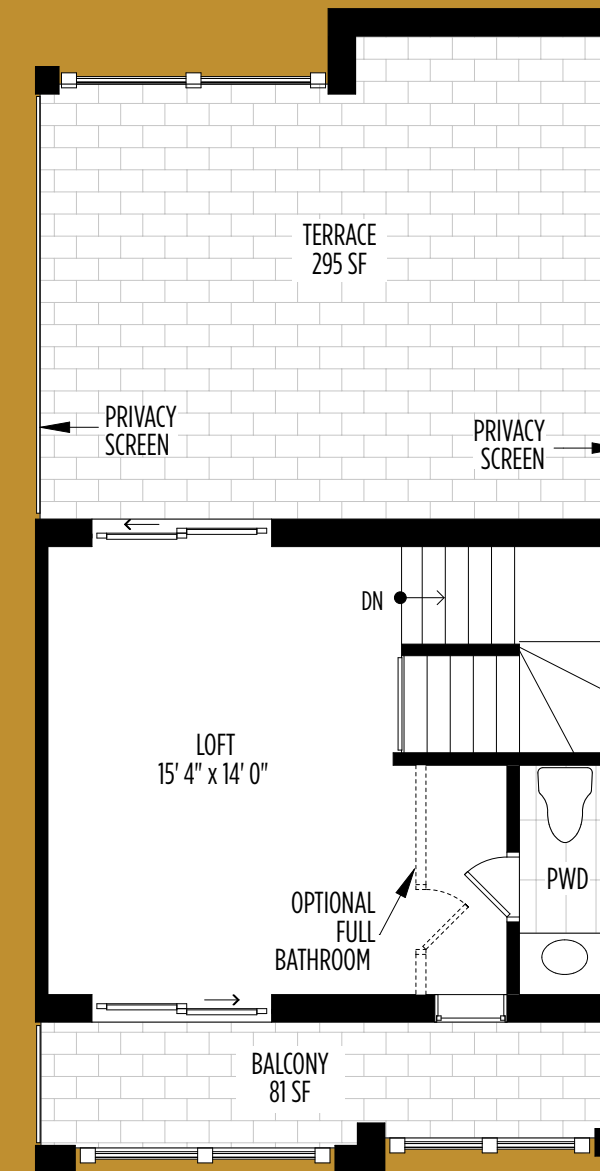 TERRACE
295 SF
PRIVACY
SCREEN
PRIVACY
SCREEN
DN
LOFT
15' 4" x 14' 0"
PWD
OPTIONAL
FULL
BATHROOM
BALCONY
81 SF